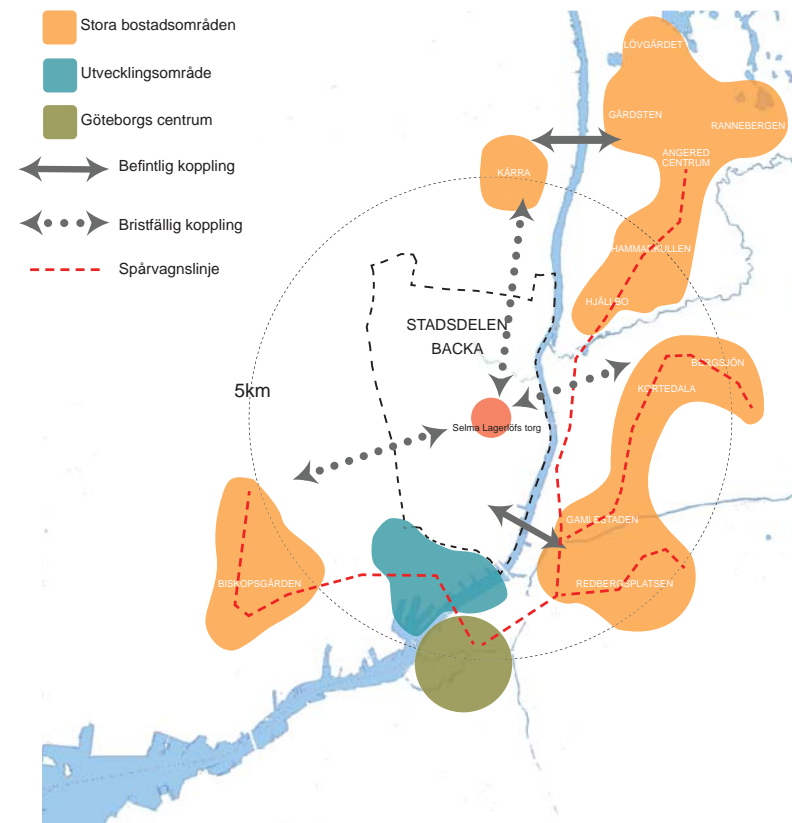 Stora bostadsområden
Utvecklingsområde
Göteborgs centrum
Befintlig koppling
Bristfällig koppling
Spårvagnslinje
LÖVGÄRDET
GÅRDSTEN
RANNEBERGEN
ANGERED
CENTRUM
KÄRRA
HAMMARKULLEN
HJÄLLBO
STADSDELEN
BACKA
BERGSJÖN
KORTEDALA
5km
Selma Lagerlöfs torg
GAMLESTADEN
BISKOPSGÅRDEN
REDBERGSPLATSEN